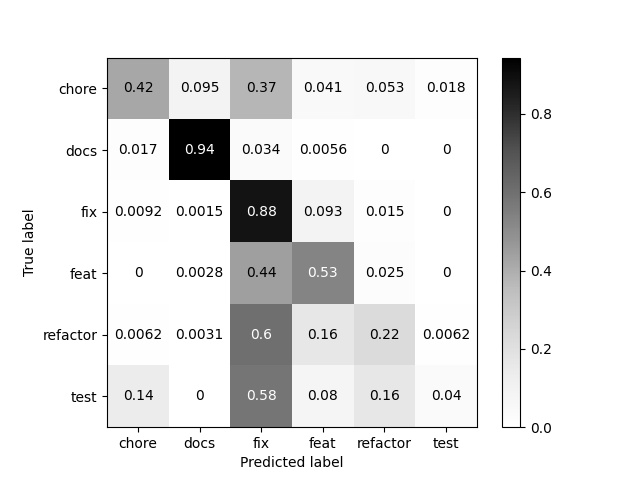 chore 0.42 0.095 0.37 0.041 0.053 0.018
docs 0.017 0.94 0.034 0.0056 0 0
fix 0.0092 0.0015 0.88 0.093 0.015 0
feat 0 0.0028 0.44 0.53 0.025 0
refactor 0.0062 0.0031 0.6 0.16 0.22 0.0062
test 0.14 0 0.58 0.08 0.16 0.04
chore docs fix feat refactor test
Predicted label
True label
0.8
0.6
0.4
0.2
0.0